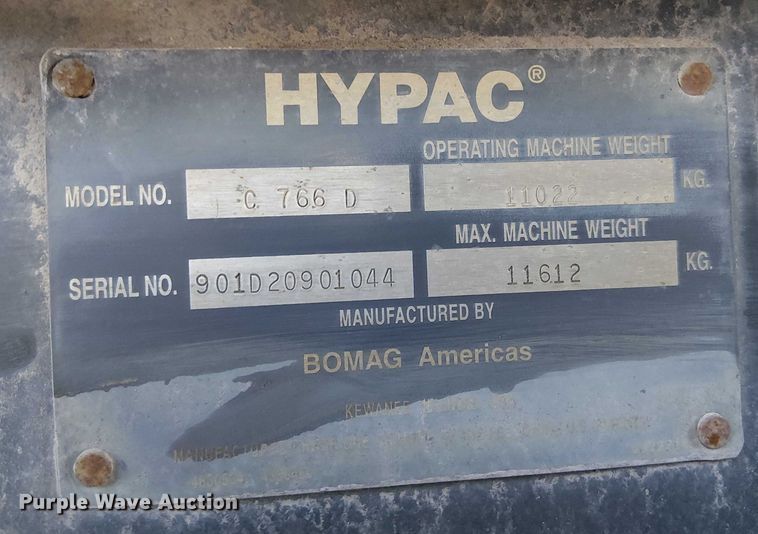 HYPAC®
OPERATING MACHINE WEIGHT
MODEL NO. C 766 D 11022 KG.
MAX. MACHINE WEIGHT
SERIAL NO. 901D20901044 11612 KG.
MANUFACTURED BY
BOMAG Americas
KEWANEE
Purple Wave Auction